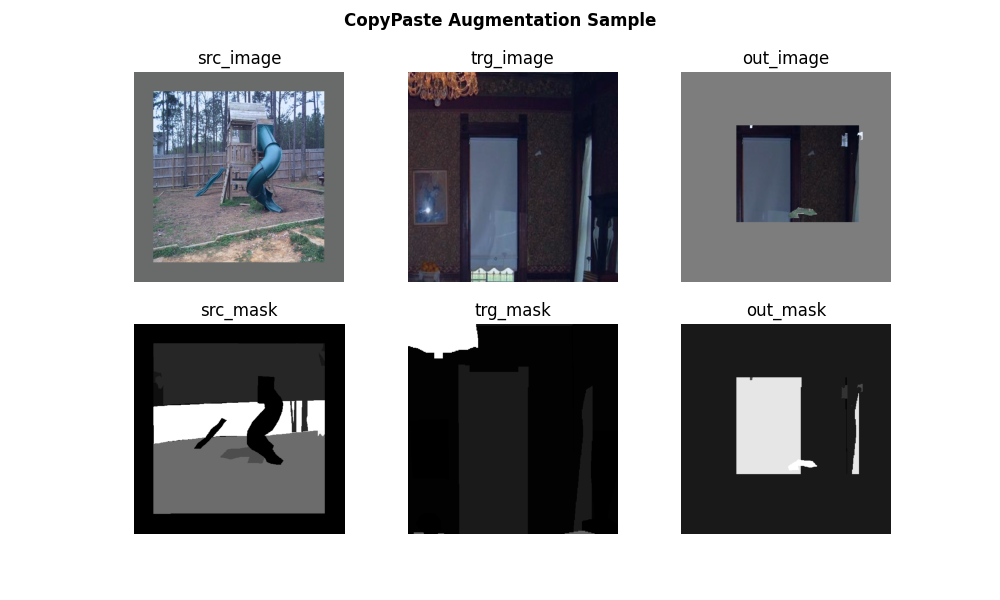 CopyPaste Augmentation Sample
src_image
trg_image
out_image
src_mask
trg_mask
out_mask